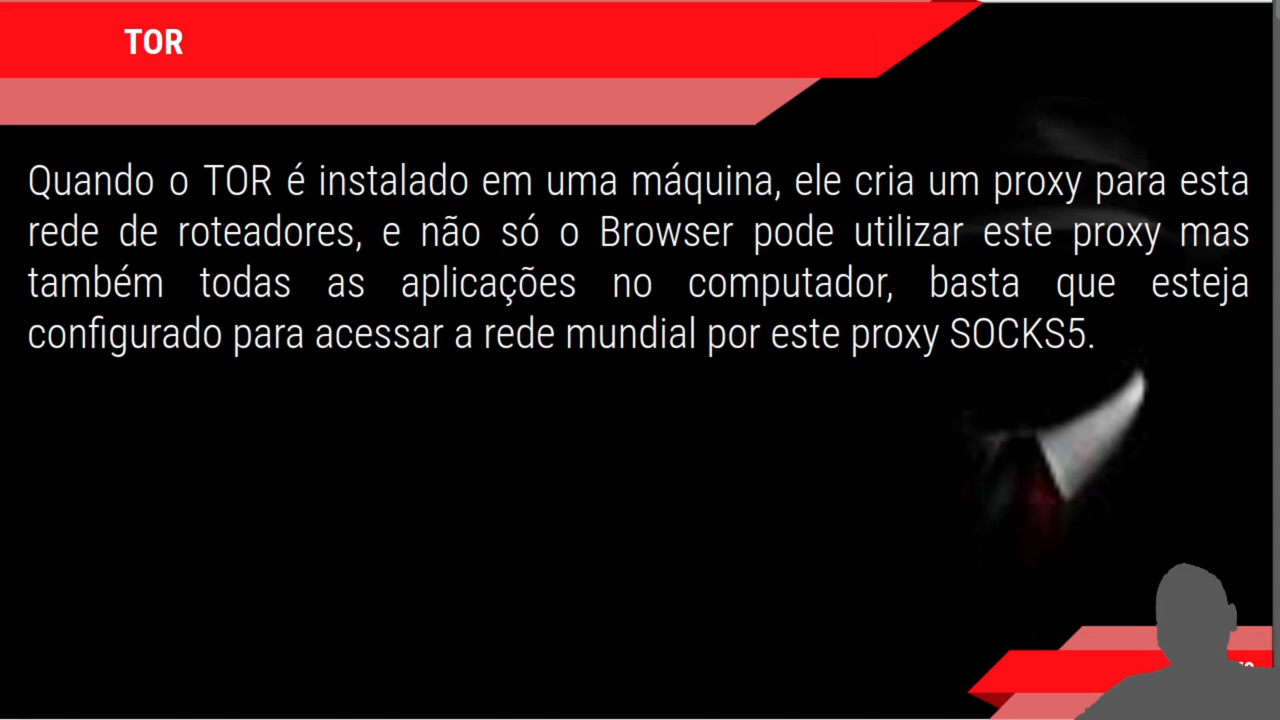 TOR
Quando o TOR é instalado em uma máquina, ele cria um proxy para esta
rede de roteadores, e não só o Browser pode utilizar este proxy mas
também todas as aplicações no computador, basta que esteja
configurado para acessar a rede mundial por este proxy SOCKS5.